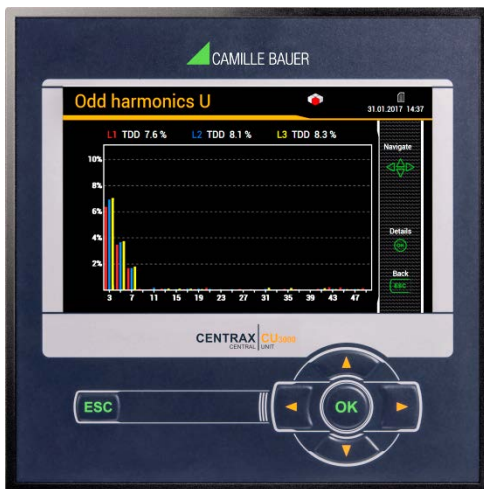 CAMILLE BAUER
Odd harmonics U
31.01.2017 14:37
L1 TDD 7.6 % L2 TDD 8.1 % L3 TDD 8.3 %
Navigate
10%
8%
6%
4%
2%
Details
OK
Back
ESC
3 7 11 15 19 23 27 31 35 39 43 47
CENTRAX CU3000
CENTRAL UNIT
ESC
OK